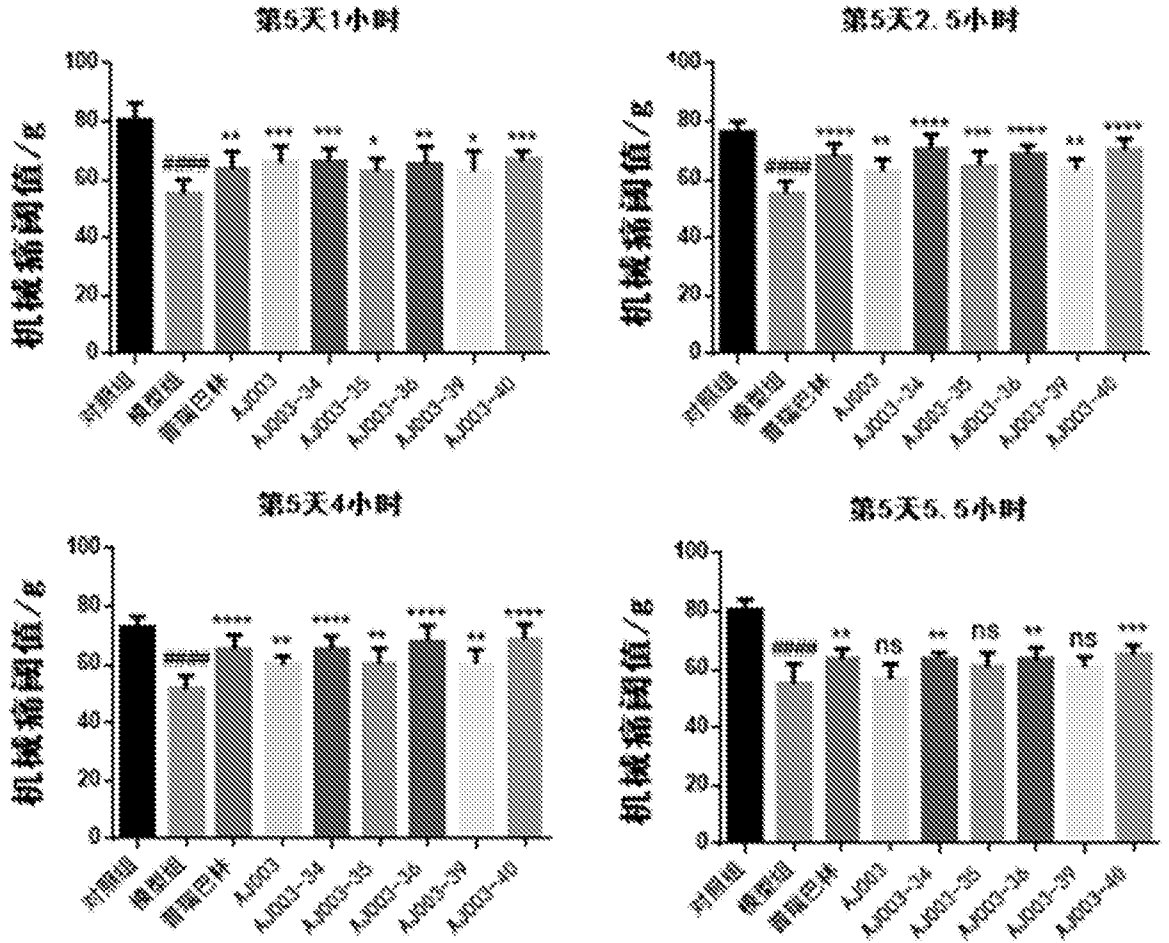 第5天1小时
机械痛阈值/g
100
80
60
40
20
0
####
**
***
***
*
**
*
***
对照组
模型组
普瑞巴林
AJ003
AJ003-34
AJ003-35
AJ003-36
AJ003-39
AJ003-40
第5天2.5小时
机械痛阈值/g
100
80
60
40
20
0
####
****
**
****
***
****
**
****
对照组
模型组
普瑞巴林
AJ003
AJ003-34
AJ003-35
AJ003-36
AJ003-39
AJ003-40
第5天4小时
机械痛阈值/g
100
80
60
40
20
0
####
****
**
****
**
****
**
****
对照组
模型组
普瑞巴林
AJ003
AJ003-34
AJ003-35
AJ003-36
AJ003-39
AJ003-40
第5天5.5小时
机械痛阈值/g
100
80
60
40
20
0
####
**
ns
**
ns
**
ns
***
对照组
模型组
普瑞巴林
AJ003
AJ003-34
AJ003-35
AJ003-36
AJ003-39
AJ003-40